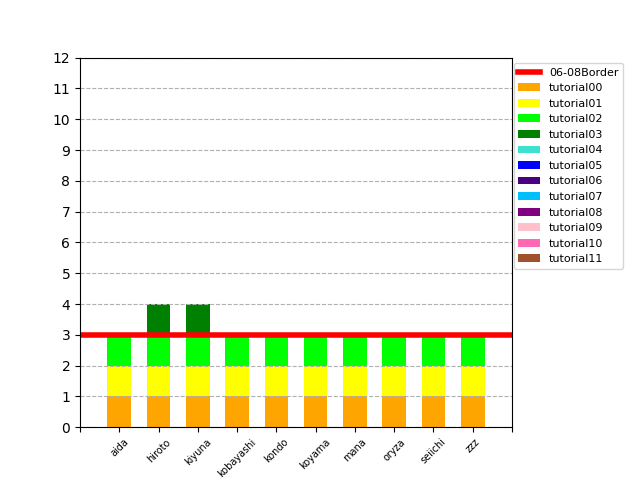 12
11
10
9
8
7
6
5
4
3
2
1
0
aida
hiroto
kiyuna
kobayashi
kondo
koyama
mana
oryza
seiichi
zzz
06-08Border
tutorial00
tutorial01
tutorial02
tutorial03
tutorial04
tutorial05
tutorial06
tutorial07
tutorial08
tutorial09
tutorial10
tutorial11